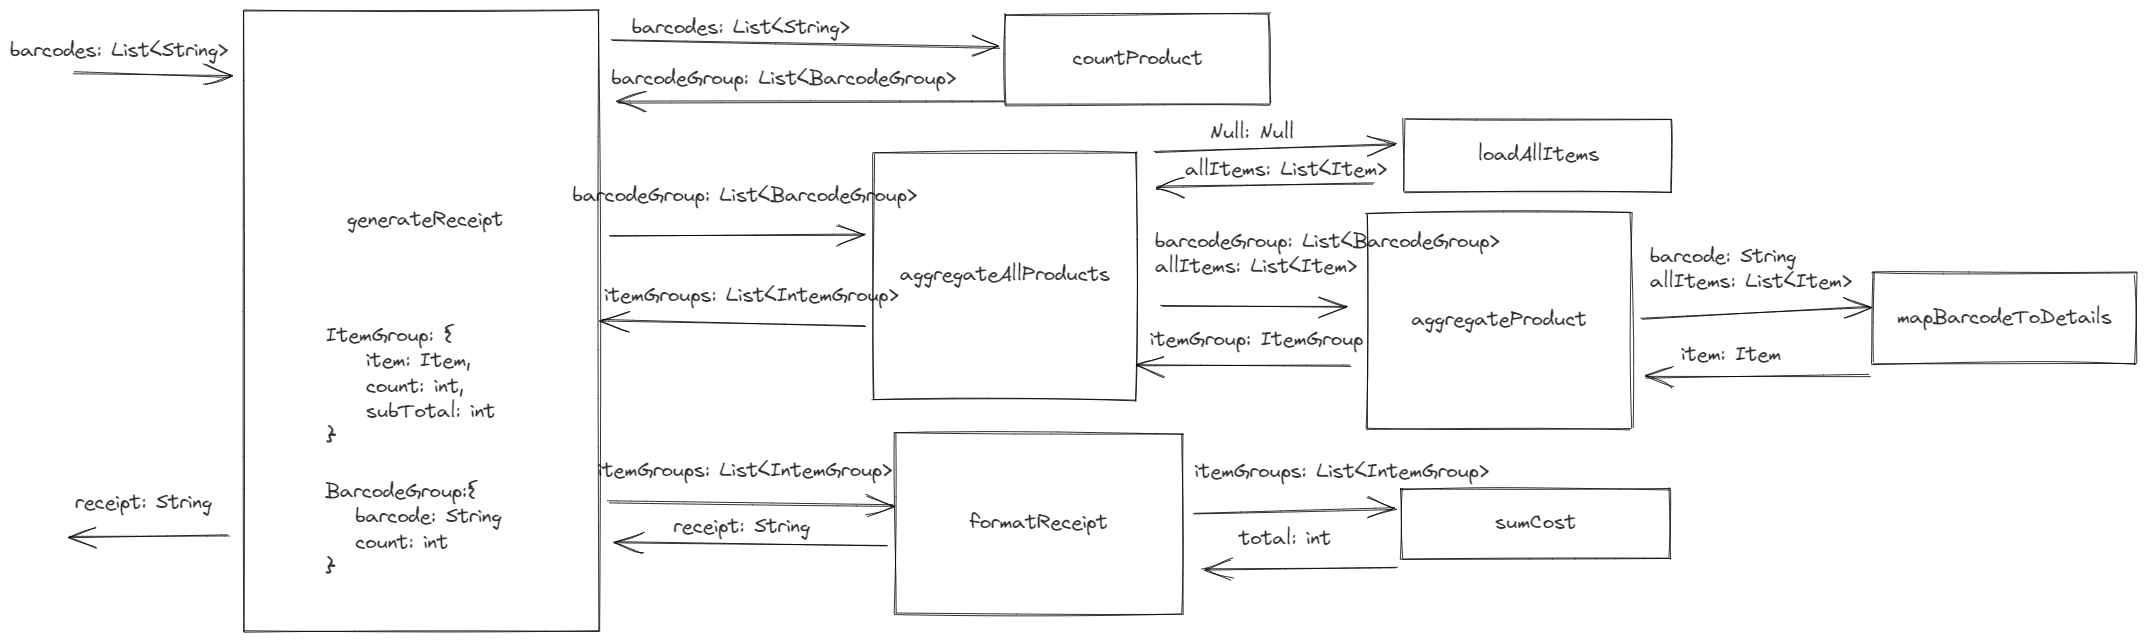 barcodes: List<String>
generateReceipt
ItemGroup: {
item: Item,
count: int,
subTotal: int
}
BarcodeGroup:{
barcode: String
count: int
}
receipt: String
barcodes: List<String>
barcodeGroup: List<BarcodeGroup>
countProduct
barcodeGroup: List<BarcodeGroup>
itemGroups: List<IntemGroup>
aggregateAllProducts
Null: Null
allItems: List<Item>
loadAllItems
barcodeGroup: List<BarcodeGroup>
allItems: List<Item>
itemGroup: ItemGroup
aggregateProduct
barcode: String
allItems: List<Item>
item: Item
mapBarcodeToDetails
itemGroups: List<IntemGroup>
receipt: String
formatReceipt
itemGroups: List<IntemGroup>
total: int
sumCost